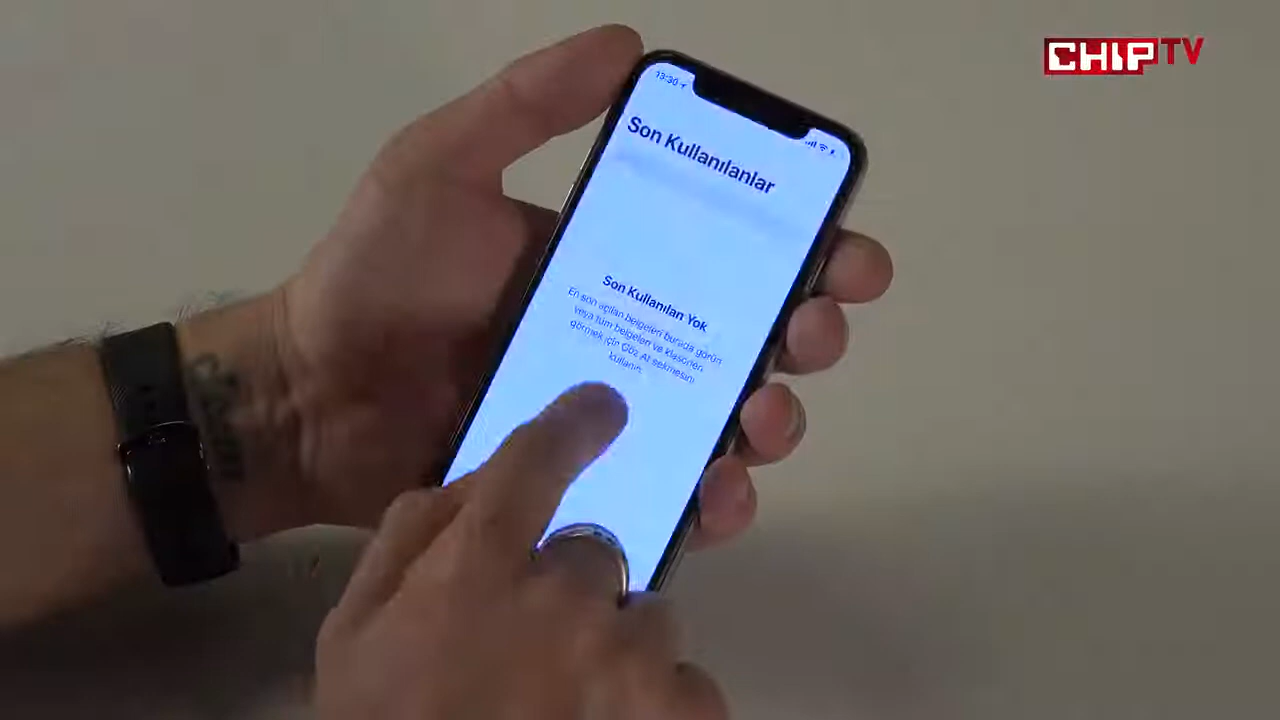 CHIP TV
13:30
Son Kullanılanlar
Son Kullanılan Yok
En son açılan belgeleri burada görün
veya tüm belgeleri ve klasörleri
görmek için Göz At sekmesini
kullanın.